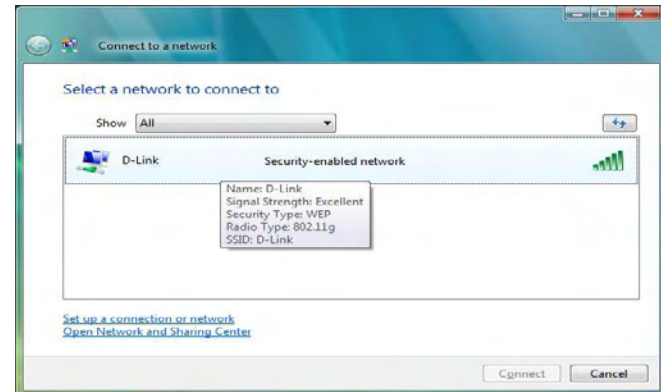 Connect to a network
Select a network to connect to
Show All
D-Link Security-enabled network
Name: D-Link
Signal Strength: Excellent
Security Type: WEP
Radio Type: 802.11g
SSID: D-Link
Set up a connection or network
Open Network and Sharing Center
Connect Cancel